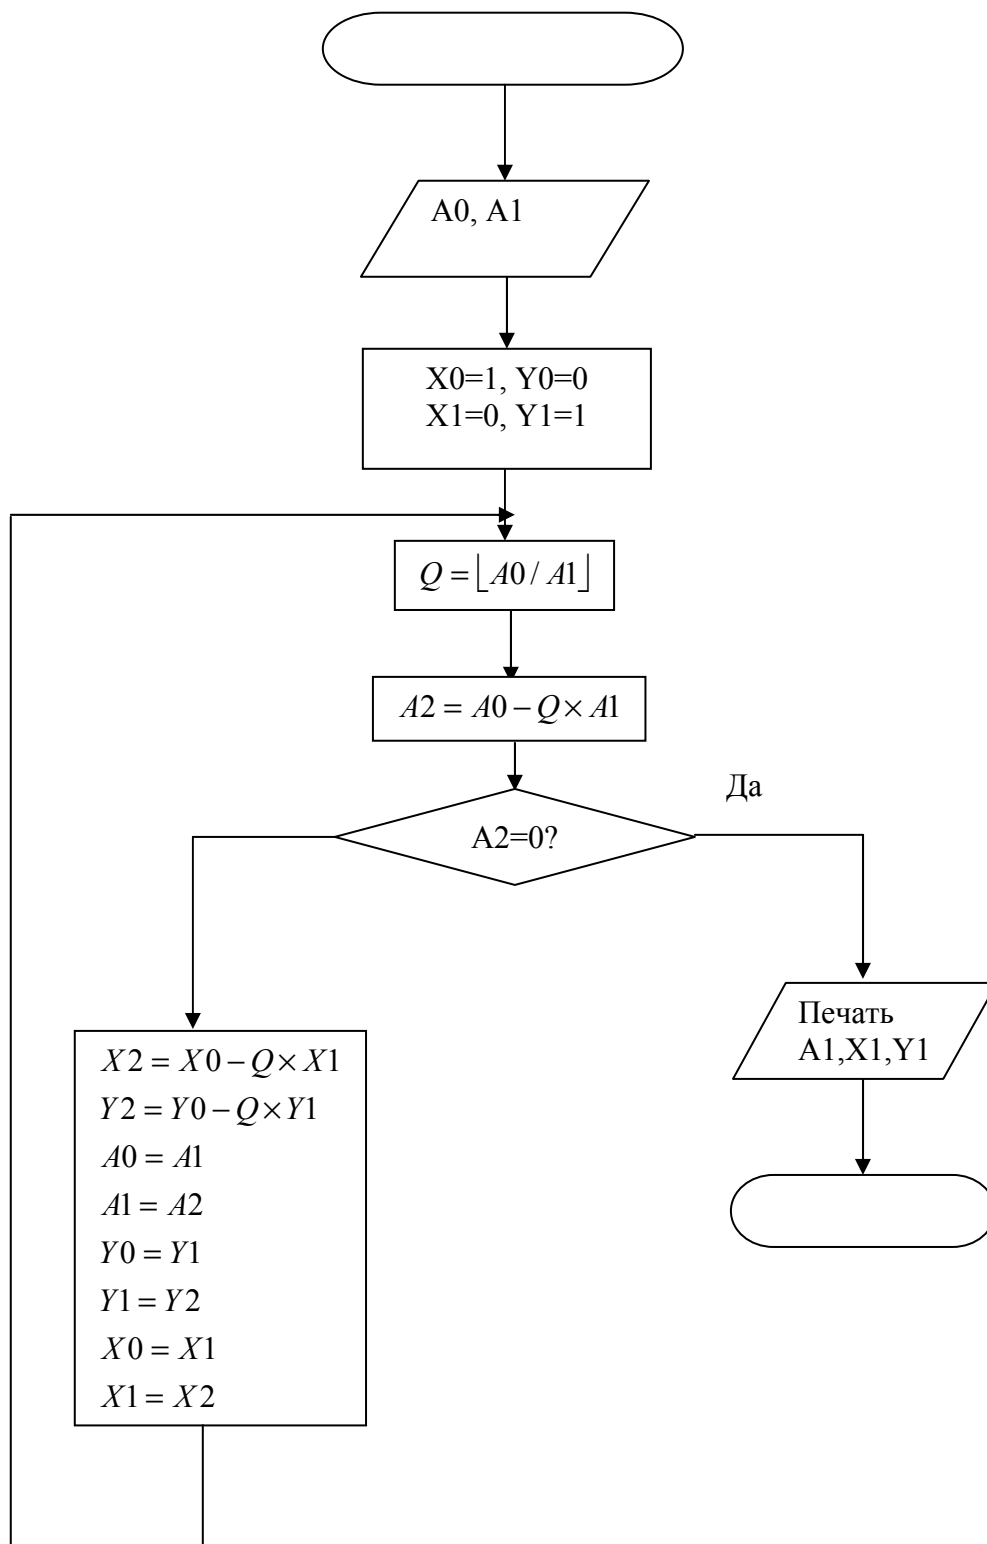 A0, A1
X0=1, Y0=0
X1=0, Y1=1
Q = ⌊A0 / A1⌋
A2 = A0 − Q × A1
Да
A2=0?
Печать
A1,X1,Y1
X2 = X0 − Q × X1
Y2 = Y0 − Q × Y1
A0 = A1
A1 = A2
Y0 = Y1
Y1 = Y2
X0 = X1
X1 = X2